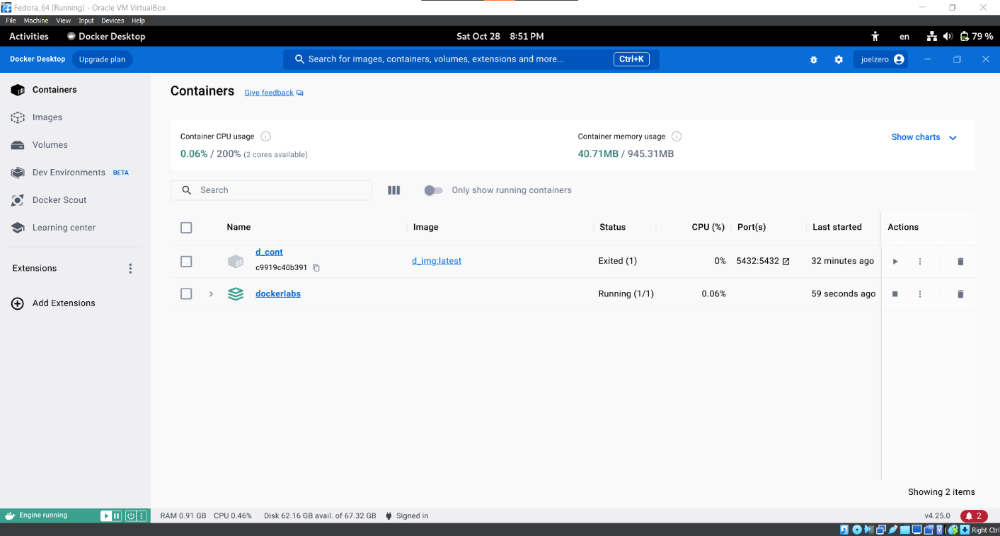 Fedora_64 [Running] - Oracle VM VirtualBox
File Machine View Input Devices Help
Activities Docker Desktop Sat Oct 28 8:51 PM en 79 %
Docker Desktop Upgrade plan Search for images, containers, volumes, extensions and more... Ctrl+K joelzero
Containers
Images
Volumes
Dev Environments BETA
Docker Scout
Learning center
Extensions
Add Extensions
Containers Give feedback
Container CPU usage
0.06% / 200% (2 cores available)
Container memory usage
40.71MB / 945.31MB
Show charts
Search
Only show running containers
Name Image Status CPU (%) Port(s) Last started Actions
d_cont
c9919c40b391
d_img:latest Exited (1) 0% 5432:5432 32 minutes ago
dockerlabs Running (1/1) 0.06% 59 seconds ago
Showing 2 items
Engine running RAM 0.91 GB CPU 0.46% Disk 62.16 GB avail. of 67.32 GB Signed in v4.25.0 2
Right Ctrl